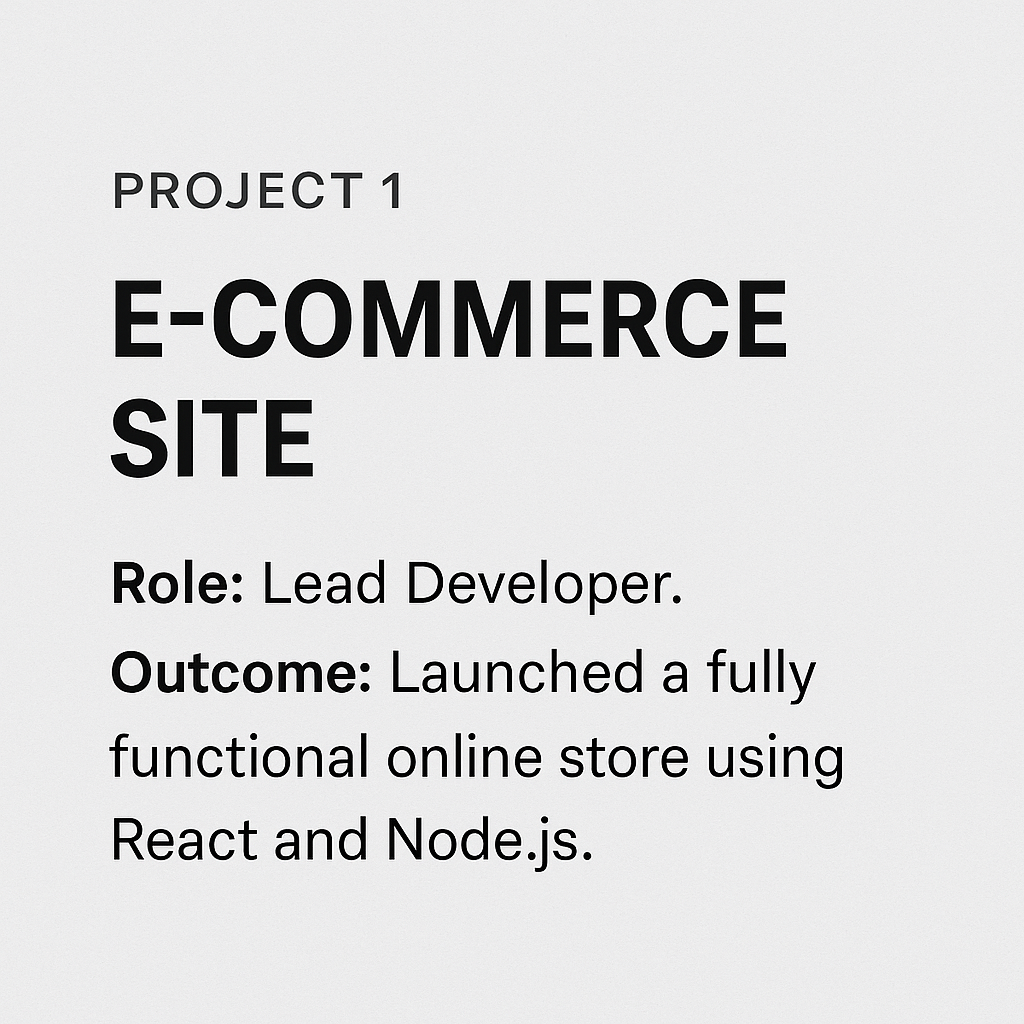 PROJECT 1
E-COMMERCE
SITE
Role: Lead Developer.
Outcome: Launched a fully
functional online store using
React and Node.js.